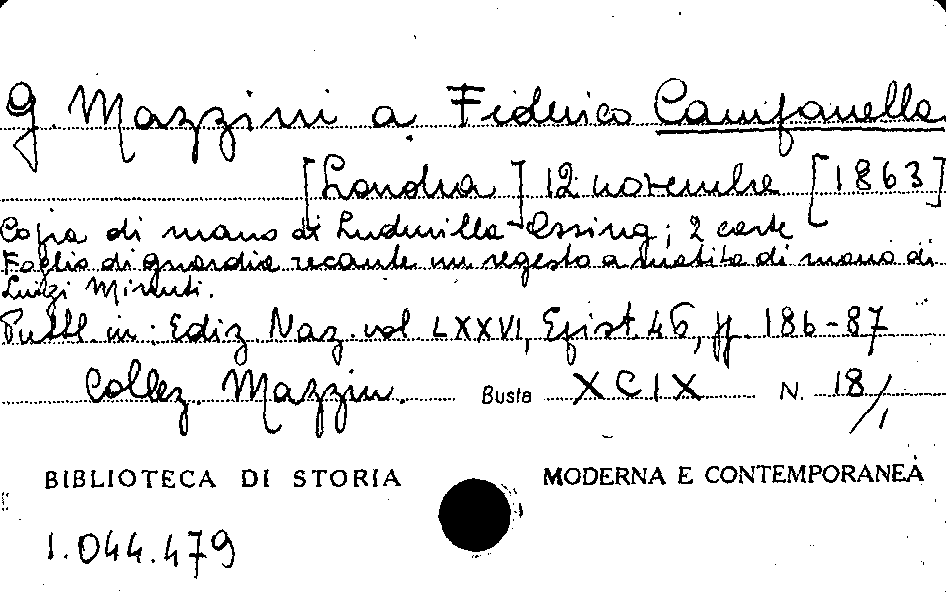 G. Mazzini a Federico Campanella
[Londra] 12 novembre [1863]
Copia di mano di Ludmilla Assing; 2 carte
Foglio di guardia recante un regesto a matita di mano di
Luigi Minuti.
Pubbl. in: Ediz. Naz. vol LXXVI, Epist. 46, pp. 186-87
Collez. Mazzin. Busta XCIX N. 18/1
BIBLIOTECA DI STORIA MODERNA E CONTEMPORANEA
1.044.479